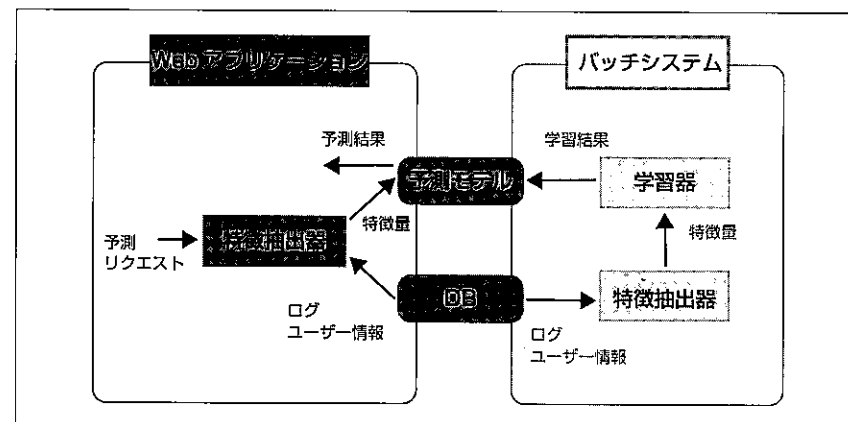 Webアプリケーション
バッチシステム
予測結果
学習結果
予測モデル
学習器
特徴量
特徴量
予測
リクエスト
特徴抽出器
DB
特徴抽出器
ログ
ユーザー情報
ログ
ユーザー情報